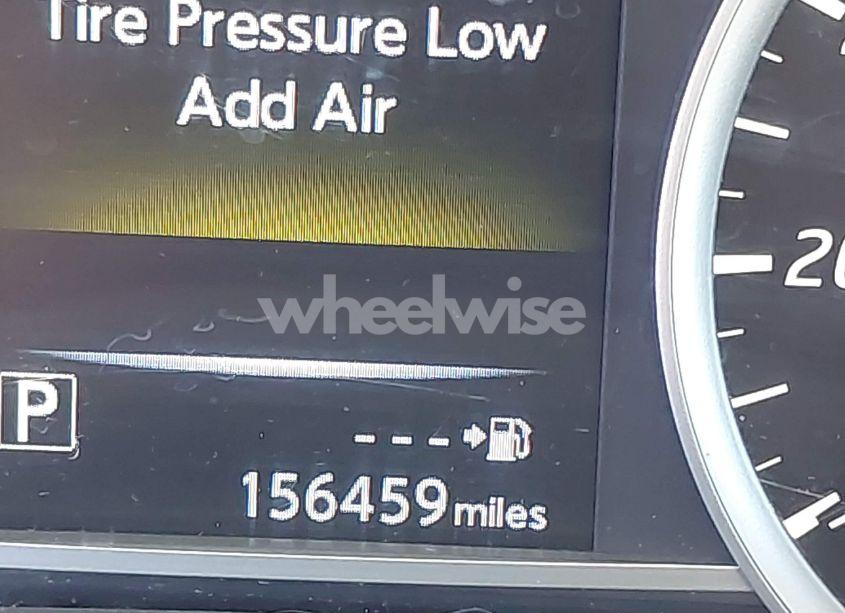 Tire Pressure Low
Add Air
wheelwise
P
---
156459 miles